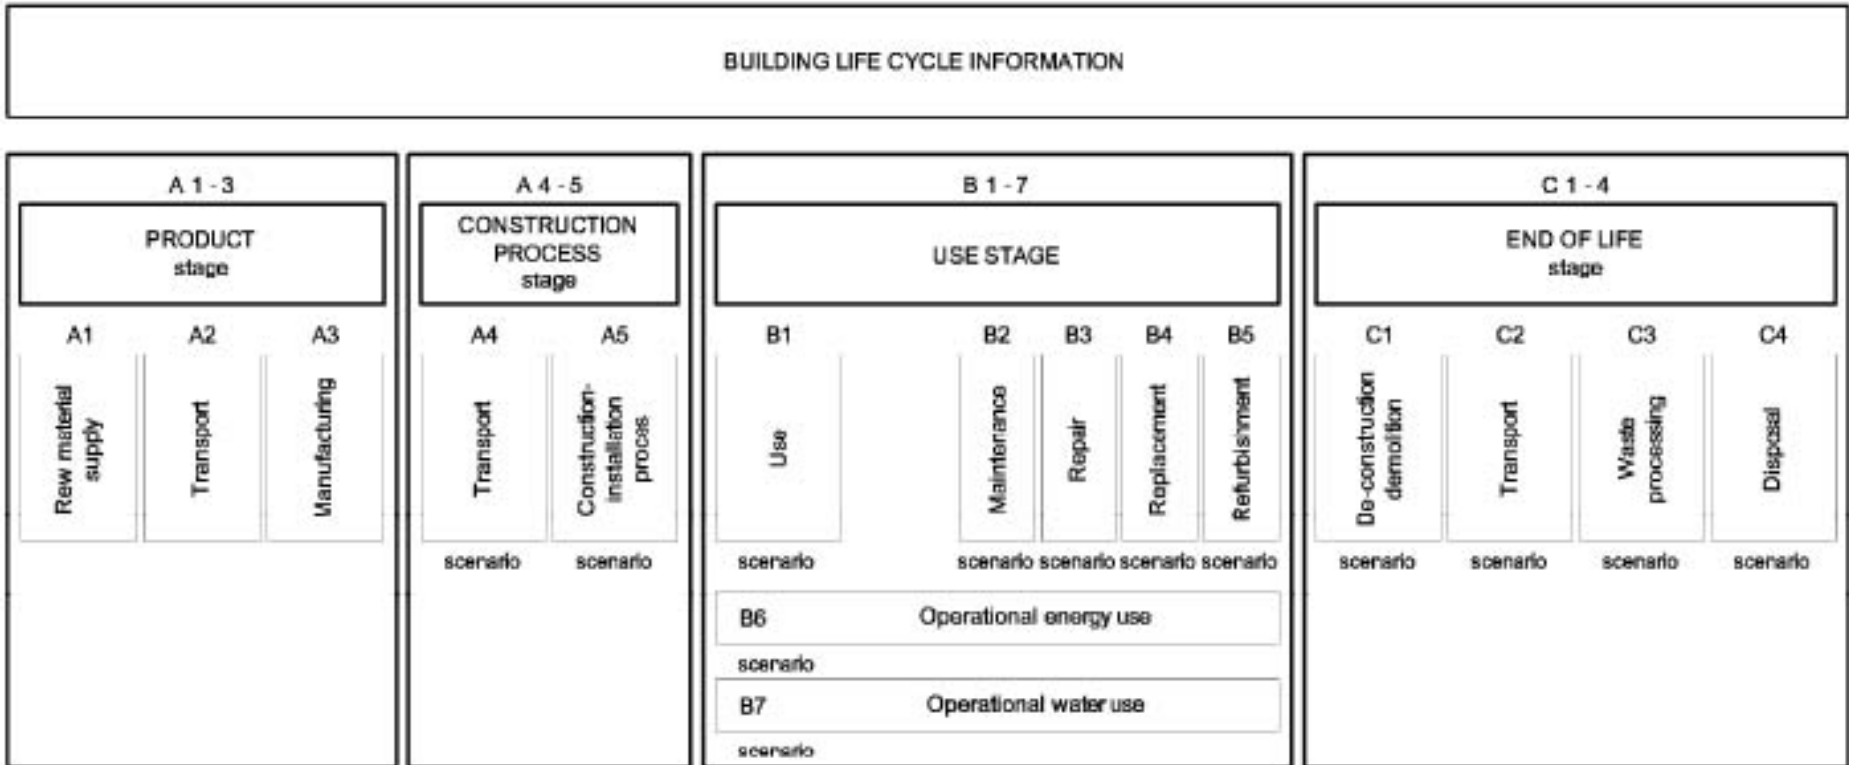 BUILDING LIFE CYCLE INFORMATION
A 1 - 3
PRODUCT
stage
A1
A2
A3
Rew material
supply
Transport
Manufacturing
A 4 - 5
CONSTRUCTION
PROCESS
stage
A4
A5
Transport
Construction-
installation
proces
scenario
scenario
B 1 - 7
USE STAGE
B1
B2
B3
B4
B5
Use
Maintenance
Repair
Replacement
Refurbishment
scenario
scenario
scenario
scenario
scenario
B6
Operational energy use
scenario
B7
Operational water use
scenario
C 1 - 4
END OF LIFE
stage
C1
C2
C3
C4
De-construction
demolition
Transport
Waste
processing
Disposal
scenario
scenario
scenario
scenario